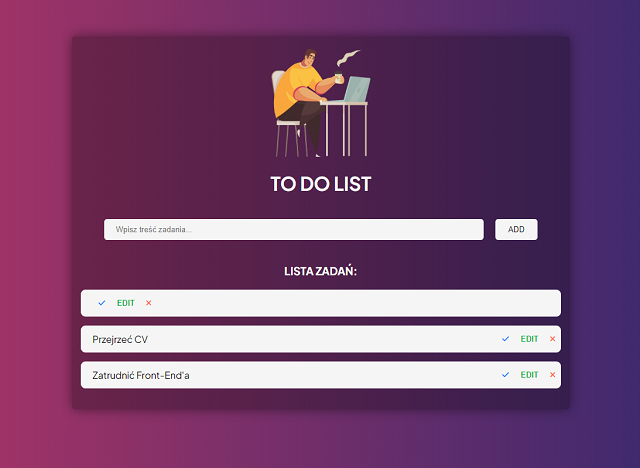 TO DO LIST
Wpisz treść zadania...
ADD
LISTA ZADAŃ:
EDIT
Przejrzeć CV EDIT
Zatrudnić Front-End'a EDIT